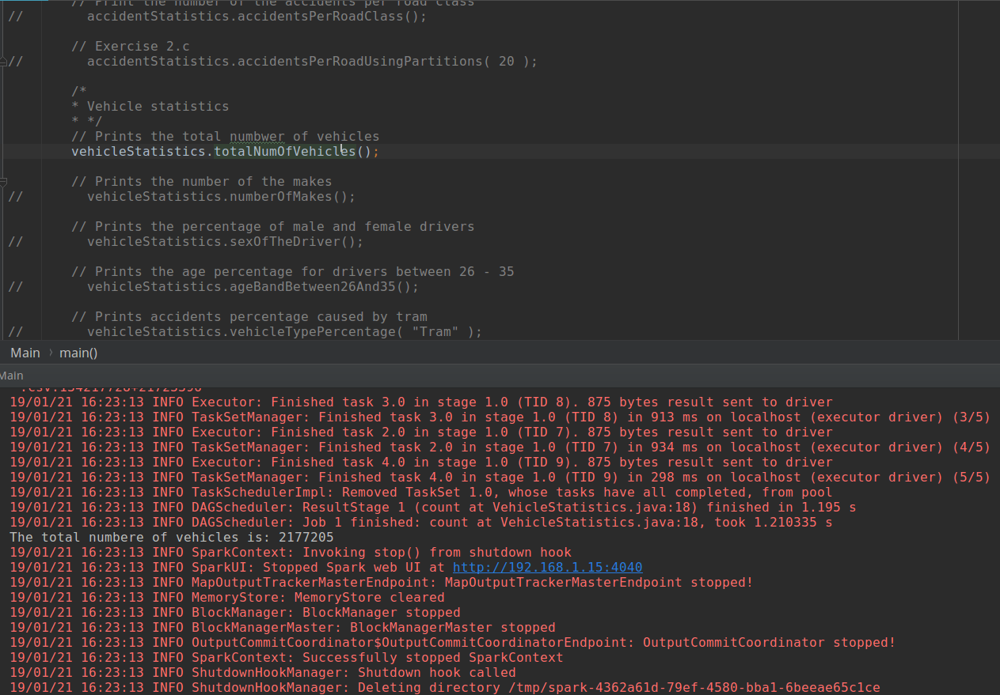 // Print the number of the accidents per road class
// accidentStatistics.accidentsPerRoadClass();
// Exercise 2.c
// accidentStatistics.accidentsPerRoadUsingPartitions( 20 );
/*
* Vehicle statistics
* */
// Prints the total numbwer of vehicles
vehicleStatistics.totalNumOfVehicles();
// Prints the number of the makes
// vehicleStatistics.numberOfMakes();
// Prints the percentage of male and female drivers
// vehicleStatistics.sexOfTheDriver();
// Prints the age percentage for drivers between 26 - 35
// vehicleStatistics.ageBandBetween26And35();
// Prints accidents percentage caused by tram
// vehicleStatistics.vehicleTypePercentage( "Tram" );
Main › main()
Main
19/01/21 16:23:13 INFO Executor: Finished task 3.0 in stage 1.0 (TID 8). 875 bytes result sent to driver
19/01/21 16:23:13 INFO TaskSetManager: Finished task 3.0 in stage 1.0 (TID 8) in 913 ms on localhost (executor driver) (3/5)
19/01/21 16:23:13 INFO Executor: Finished task 2.0 in stage 1.0 (TID 7). 875 bytes result sent to driver
19/01/21 16:23:13 INFO TaskSetManager: Finished task 2.0 in stage 1.0 (TID 7) in 934 ms on localhost (executor driver) (4/5)
19/01/21 16:23:13 INFO Executor: Finished task 4.0 in stage 1.0 (TID 9). 875 bytes result sent to driver
19/01/21 16:23:13 INFO TaskSetManager: Finished task 4.0 in stage 1.0 (TID 9) in 298 ms on localhost (executor driver) (5/5)
19/01/21 16:23:13 INFO TaskSchedulerImpl: Removed TaskSet 1.0, whose tasks have all completed, from pool
19/01/21 16:23:13 INFO DAGScheduler: ResultStage 1 (count at VehicleStatistics.java:18) finished in 1.195 s
19/01/21 16:23:13 INFO DAGScheduler: Job 1 finished: count at VehicleStatistics.java:18, took 1.210335 s
The total numbere of vehicles is: 2177205
19/01/21 16:23:13 INFO SparkContext: Invoking stop() from shutdown hook
19/01/21 16:23:13 INFO SparkUI: Stopped Spark web UI at http://192.168.1.15:4040
19/01/21 16:23:13 INFO MapOutputTrackerMasterEndpoint: MapOutputTrackerMasterEndpoint stopped!
19/01/21 16:23:13 INFO MemoryStore: MemoryStore cleared
19/01/21 16:23:13 INFO BlockManager: BlockManager stopped
19/01/21 16:23:13 INFO BlockManagerMaster: BlockManagerMaster stopped
19/01/21 16:23:13 INFO OutputCommitCoordinator$OutputCommitCoordinatorEndpoint: OutputCommitCoordinator stopped!
19/01/21 16:23:13 INFO SparkContext: Successfully stopped SparkContext
19/01/21 16:23:13 INFO ShutdownHookManager: Shutdown hook called
19/01/21 16:23:13 INFO ShutdownHookManager: Deleting directory /tmp/spark-4362a61d-79ef-4580-bba1-6beeae65c1ce